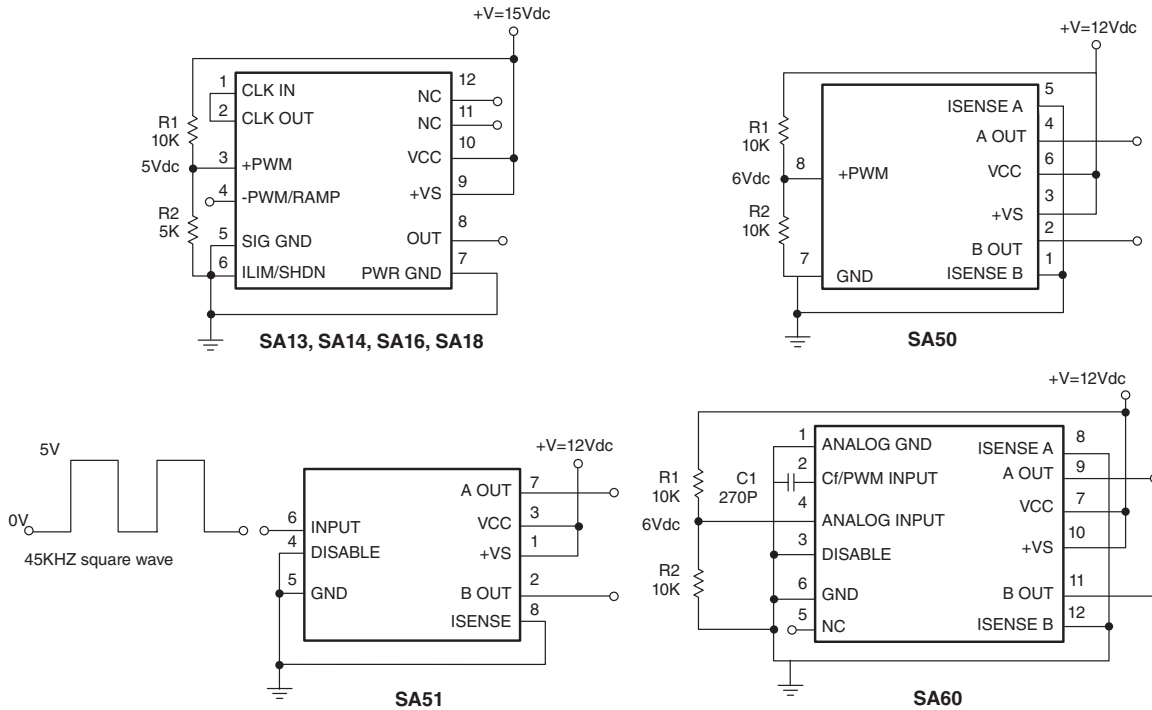 +V=15Vdc
1
CLK IN
2
CLK OUT
R1
10K
5Vdc
3
+PWM
4
-PWM/RAMP
R2
5K
5
SIG GND
6
ILIM/SHDN
12
NC
11
NC
10
VCC
9
+VS
8
OUT
7
PWR GND
SA13, SA14, SA16, SA18
+V=12Vdc
R1
10K
6Vdc
8
+PWM
R2
10K
7
GND
5
ISENSE A
4
A OUT
6
VCC
3
+VS
2
B OUT
1
ISENSE B
SA50
5V
0V
45KHZ square wave
+V=12Vdc
6
INPUT
4
DISABLE
5
GND
7
A OUT
3
VCC
1
+VS
2
B OUT
8
ISENSE
SA51
+V=12Vdc
R1
10K
C1
270P
6Vdc
R2
10K
1
ANALOG GND
2
Cf/PWM INPUT
4
ANALOG INPUT
3
DISABLE
6
GND
5
NC
8
ISENSE A
9
A OUT
7
VCC
10
+VS
11
B OUT
12
ISENSE B
SA60